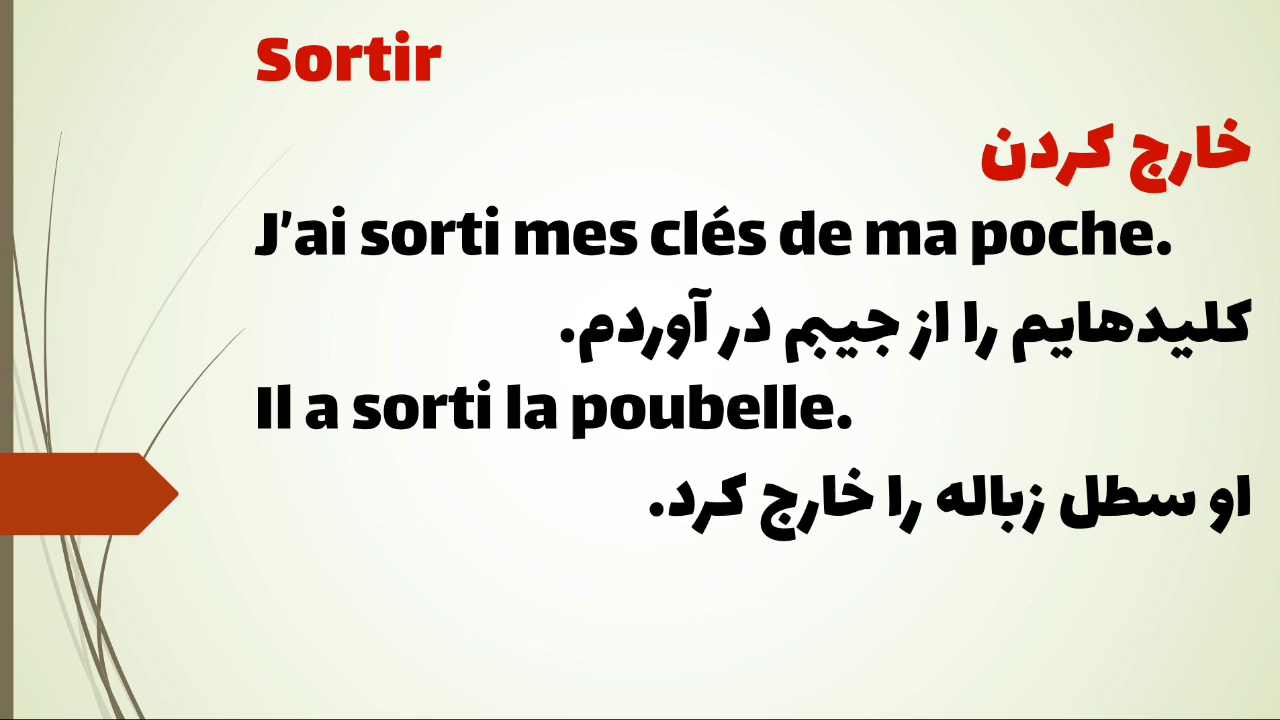 Sortir
خارج کردن
J'ai sorti mes clés de ma poche.
کلیدهایم را از جیبم در آوردم.
Il a sorti la poubelle.
او سطل زباله را خارج کرد.